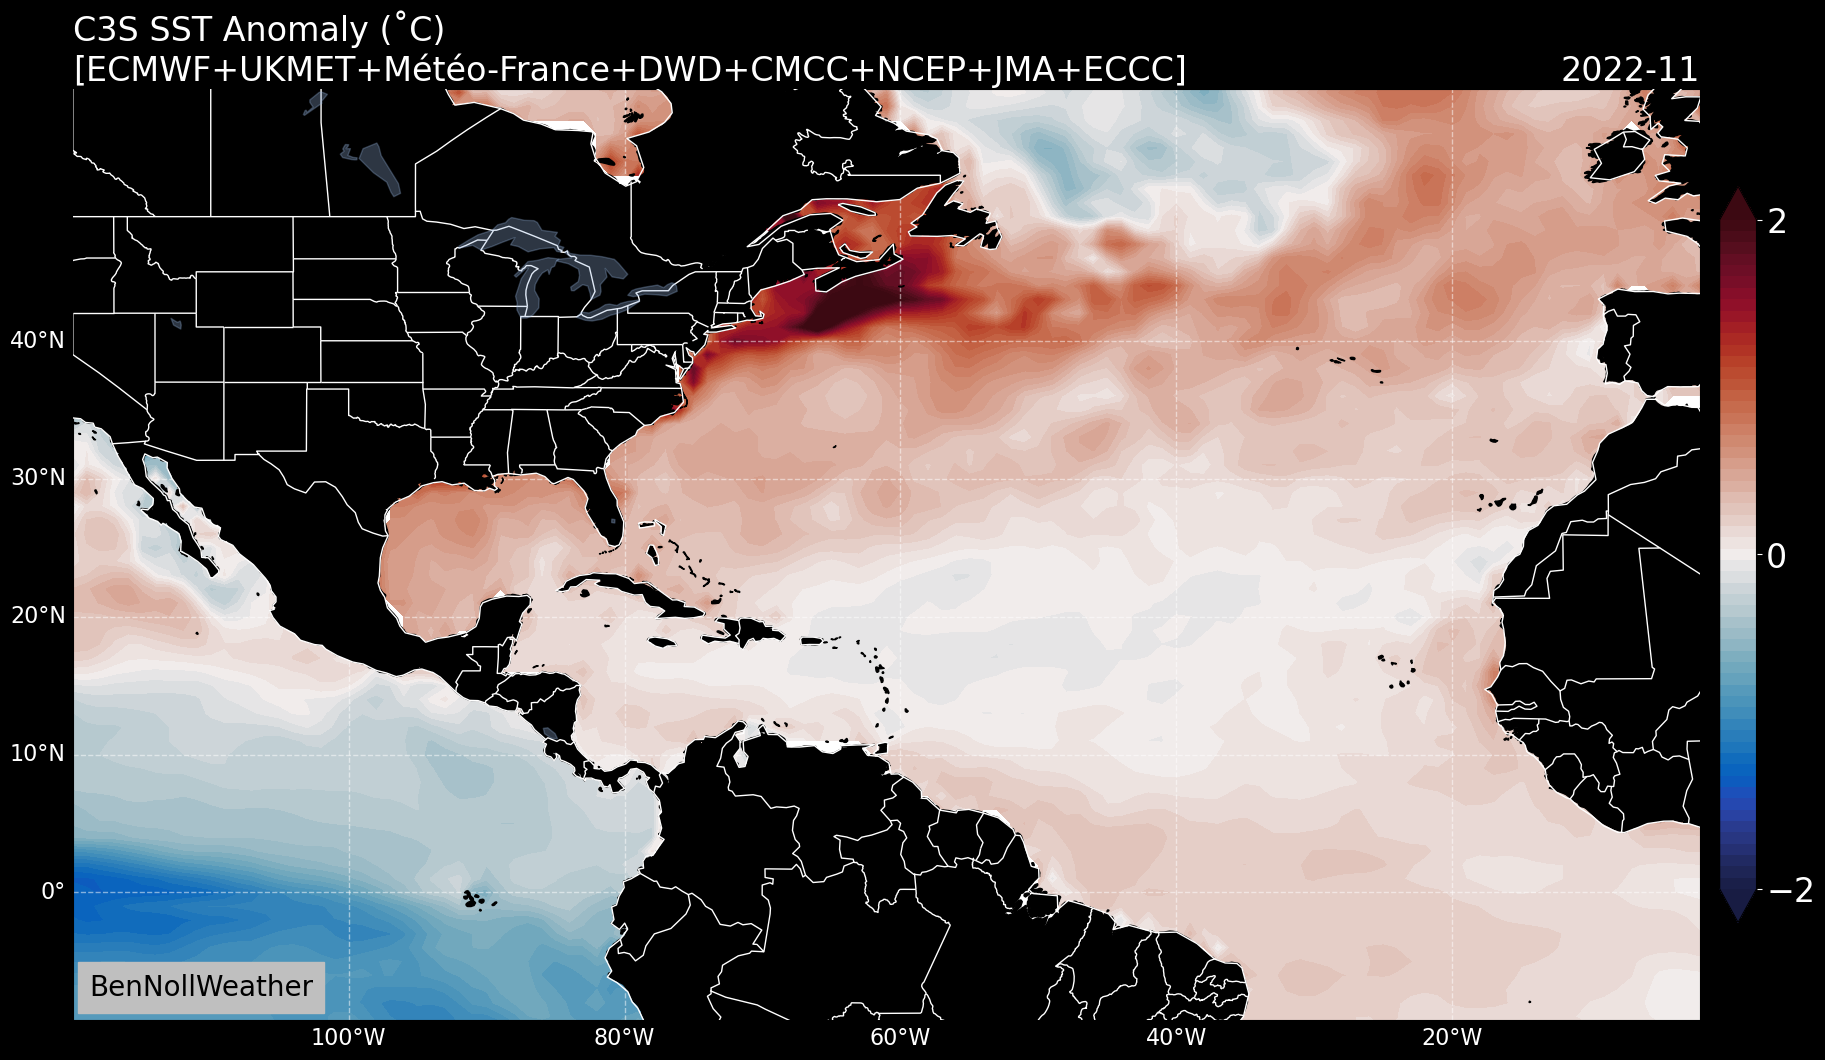 C3S SST Anomaly (˚C)
[ECMWF+UKMET+Météo-France+DWD+CMCC+NCEP+JMA+ECCC]
2022-11
40°N
30°N
20°N
10°N
0°
100°W
80°W
60°W
40°W
20°W
2
0
−2
BenNollWeather